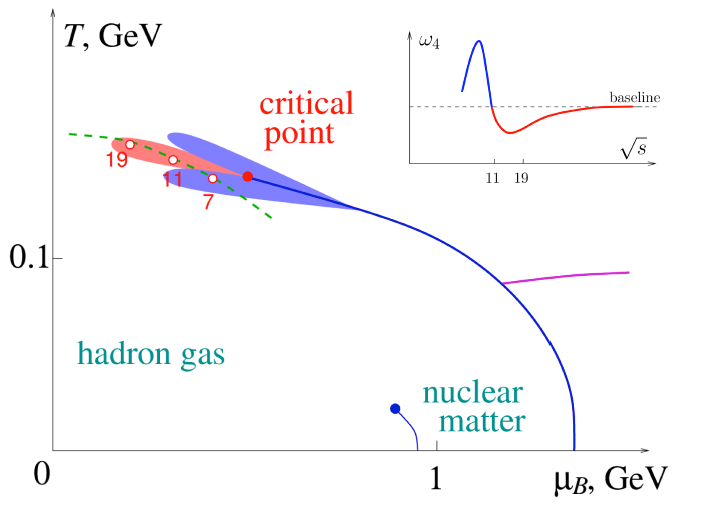 T, GeV
ω₄
baseline
√s
11 19
critical
point
19
11
7
0.1
hadron gas
nuclear
matter
0
1
μ_B, GeV